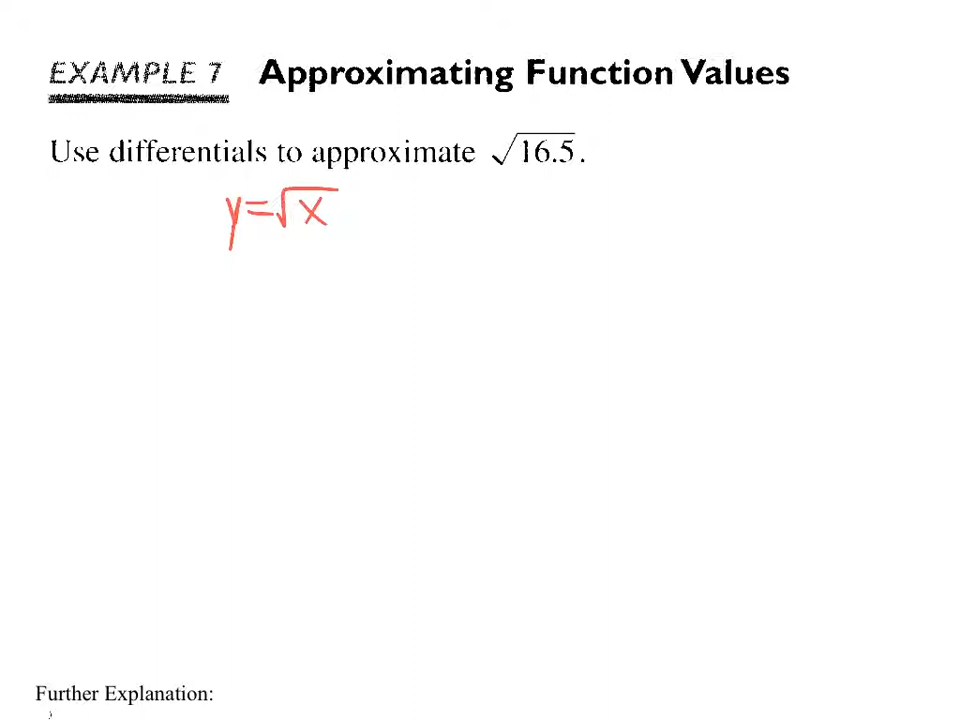 EXAMPLE 7 Approximating Function Values
Use differentials to approximate √16.5.
y=√x
Further Explanation: